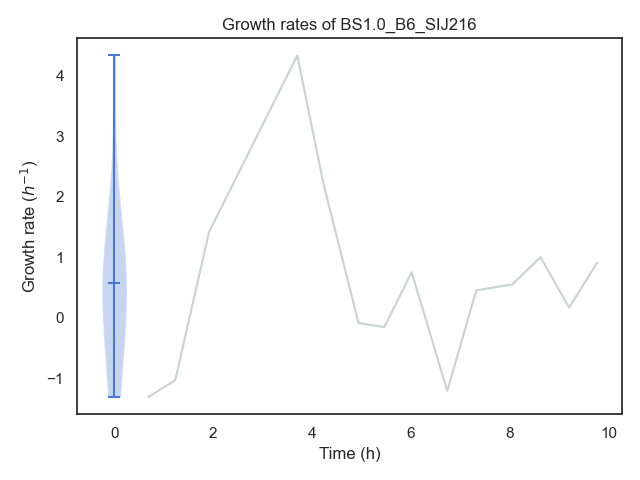 Growth rates of BS1.0_B6_SIJ216
Growth rate ($h^{-1}$)
4
3
2
1
0
−1
0 2 4 6 8 10
Time (h)